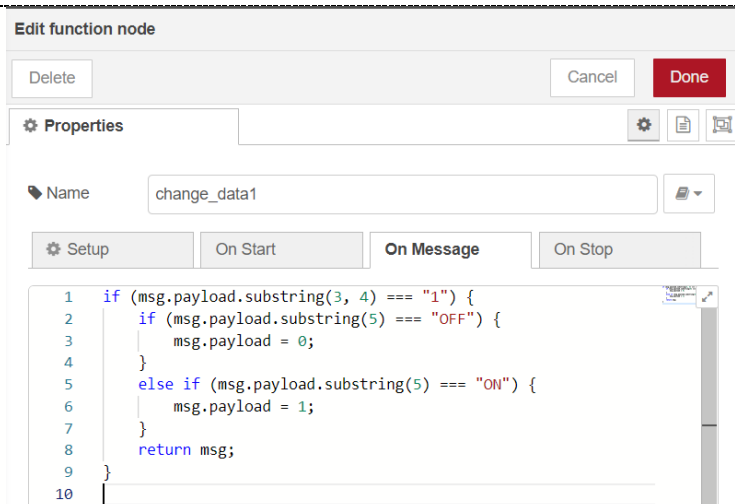 Edit function node
Delete
Cancel
Done
Properties
Name
change_data1
Setup
On Start
On Message
On Stop
1 if (msg.payload.substring(3, 4) === "1") {
2     if (msg.payload.substring(5) === "OFF") {
3         msg.payload = 0;
4     }
5     else if (msg.payload.substring(5) === "ON") {
6         msg.payload = 1;
7     }
8     return msg;
9 }
10